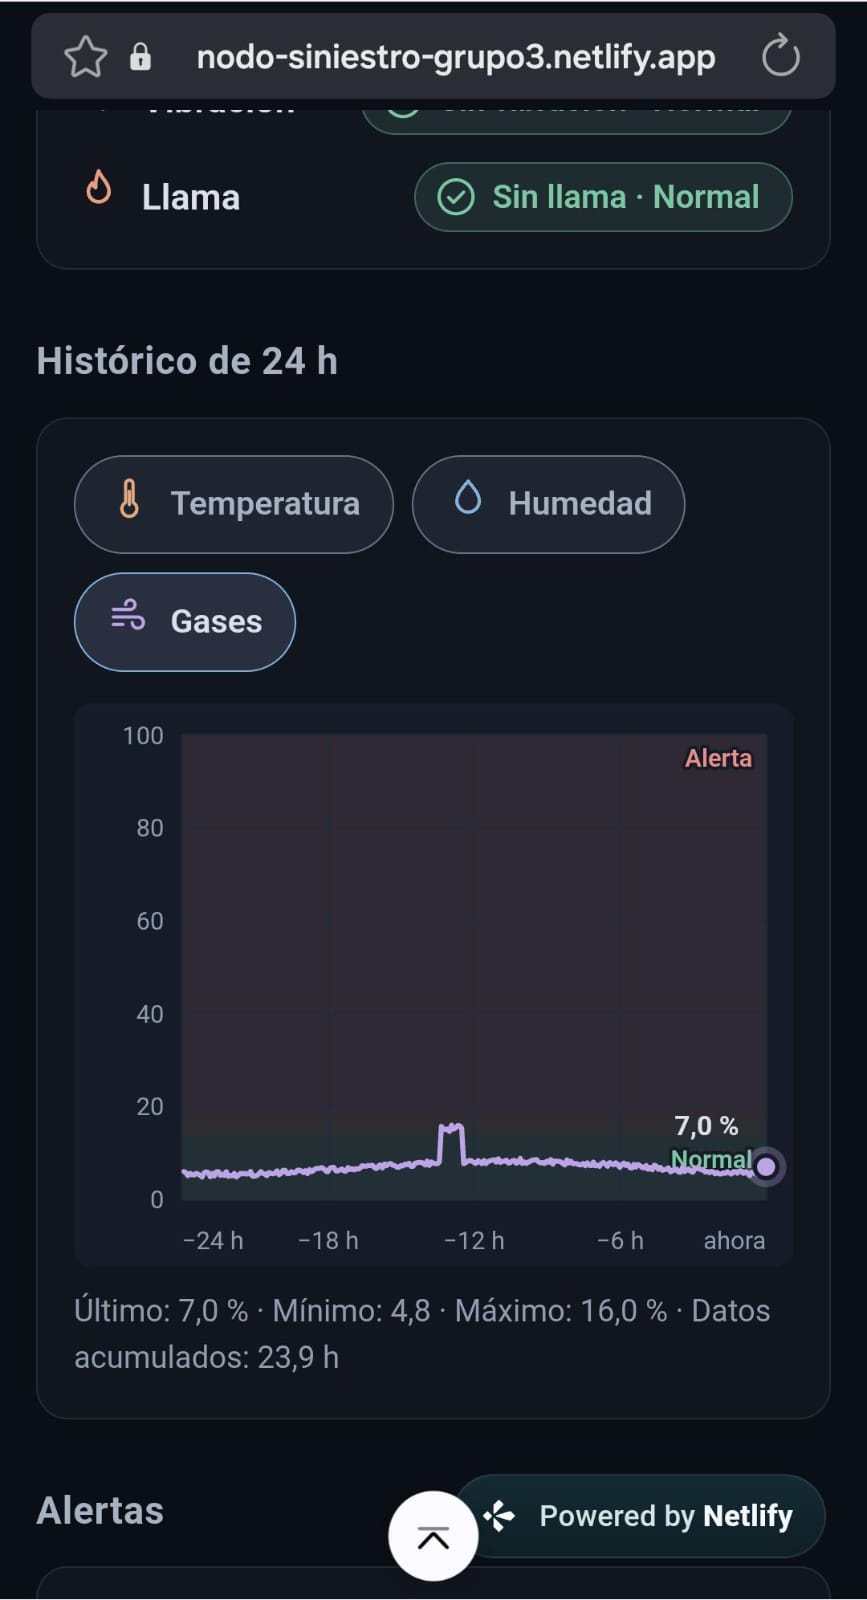 nodo-siniestro-grupo3.netlify.app
Llama
Sin llama · Normal
Histórico de 24 h
Temperatura
Humedad
Gases
100
Alerta
80
60
40
20
7,0 %
Normal
0
−24 h
−18 h
−12 h
−6 h
ahora
Último: 7,0 % · Mínimo: 4,8 · Máximo: 16,0 % · Datos
acumulados: 23,9 h
Alertas
Powered by Netlify